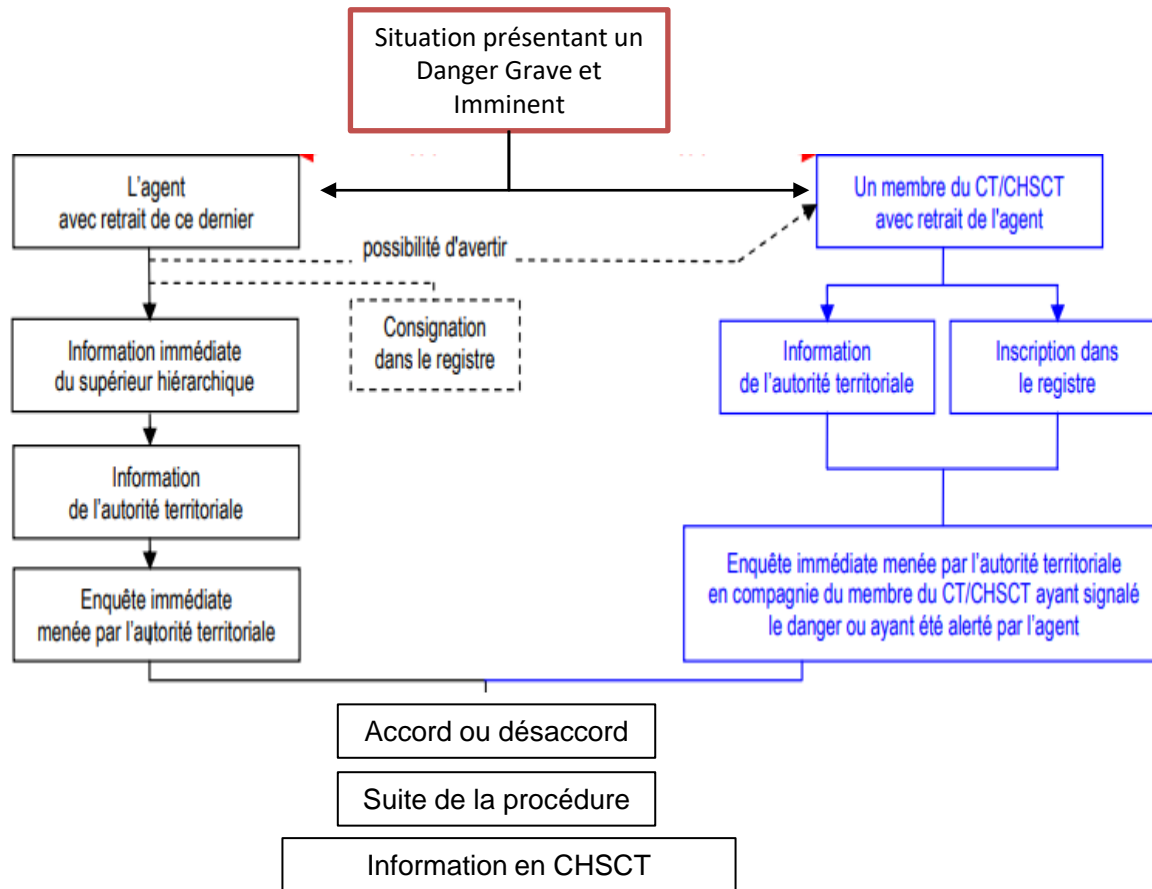 Situation présentant un
Danger Grave et
Imminent
L'agent
avec retrait de ce dernier
Un membre du CT/CHSCT
avec retrait de l'agent
possibilité d'avertir
Consignation
dans le registre
Information immédiate
du supérieur hiérarchique
Information
de l'autorité territoriale
Inscription dans
le registre
Information
de l'autorité territoriale
Enquête immédiate
menée par l'autorité territoriale
Enquête immédiate menée par l'autorité territoriale
en compagnie du membre du CT/CHSCT ayant signalé
le danger ou ayant été alerté par l'agent
Accord ou désaccord
Suite de la procédure
Information en CHSCT